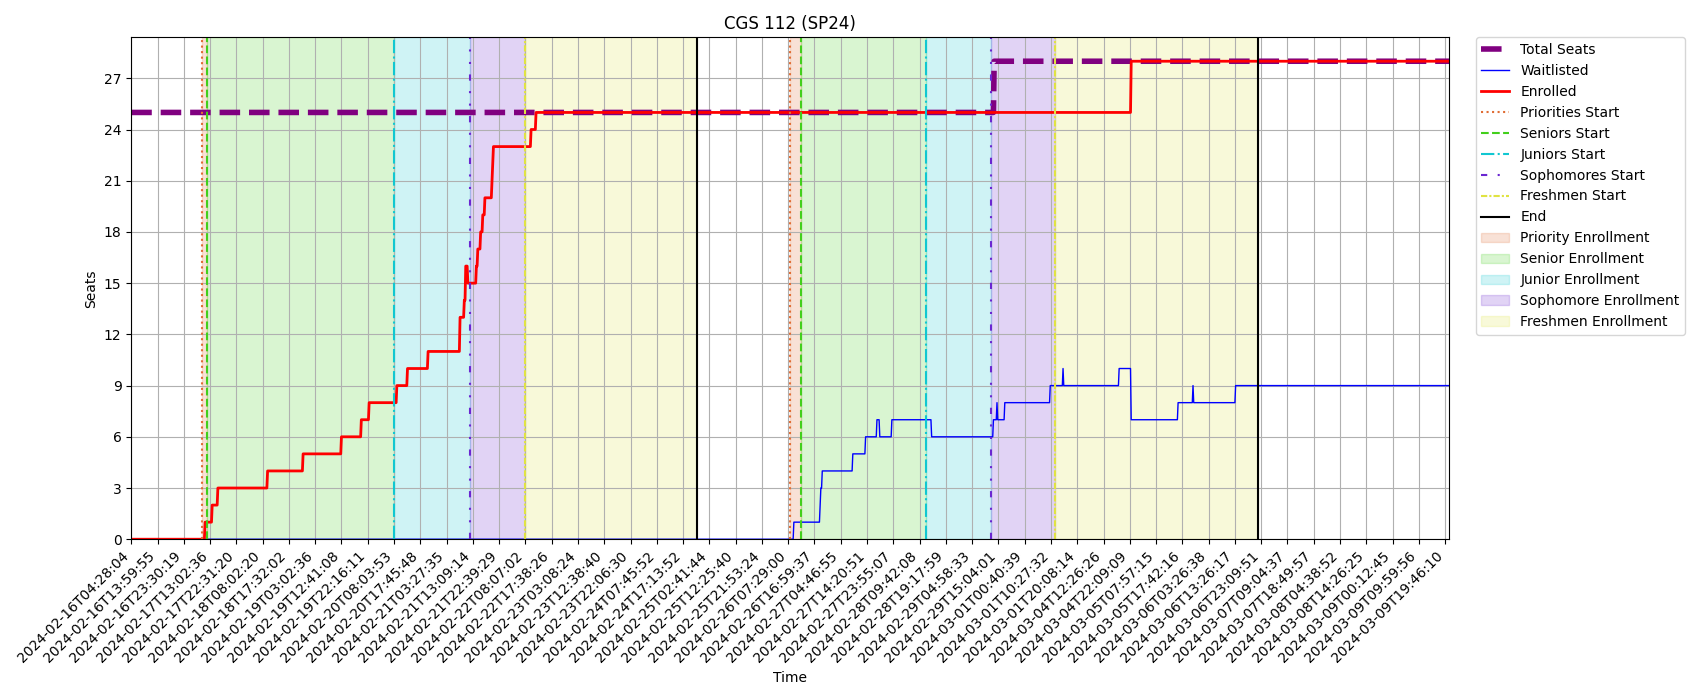 CGS 112 (SP24)
Total Seats
Waitlisted
Enrolled
Priorities Start
Seniors Start
Juniors Start
Sophomores Start
Freshmen Start
End
Priority Enrollment
Senior Enrollment
Junior Enrollment
Sophomore Enrollment
Freshmen Enrollment
Seats
27
24
21
18
15
12
9
6
3
0
2024-02-16T04:28:04
2024-02-16T13:59:55
2024-02-16T23:30:19
2024-02-17T13:02:36
2024-02-17T22:31:20
2024-02-18T08:02:20
2024-02-18T17:32:02
2024-02-19T03:02:36
2024-02-19T12:41:08
2024-02-19T22:16:11
2024-02-20T08:03:53
2024-02-20T17:45:48
2024-02-21T03:27:35
2024-02-21T13:09:14
2024-02-21T22:39:29
2024-02-22T08:07:02
2024-02-22T17:38:26
2024-02-23T03:08:24
2024-02-23T12:38:40
2024-02-23T22:06:30
2024-02-24T07:45:52
2024-02-24T17:13:52
2024-02-25T02:41:44
2024-02-25T12:25:40
2024-02-25T21:53:24
2024-02-26T07:29:00
2024-02-26T16:59:37
2024-02-27T04:46:55
2024-02-27T14:20:51
2024-02-27T23:55:07
2024-02-28T09:42:08
2024-02-28T19:17:59
2024-02-29T04:58:33
2024-02-29T15:04:01
2024-03-01T00:40:39
2024-03-01T10:27:32
2024-03-01T20:08:14
2024-03-04T12:26:26
2024-03-04T22:09:09
2024-03-05T07:57:15
2024-03-05T17:42:16
2024-03-06T03:26:38
2024-03-06T13:26:17
2024-03-06T23:09:51
2024-03-07T09:04:37
2024-03-07T18:49:57
2024-03-08T04:38:52
2024-03-08T14:26:25
2024-03-09T00:12:45
2024-03-09T09:59:56
2024-03-09T19:46:10
Time